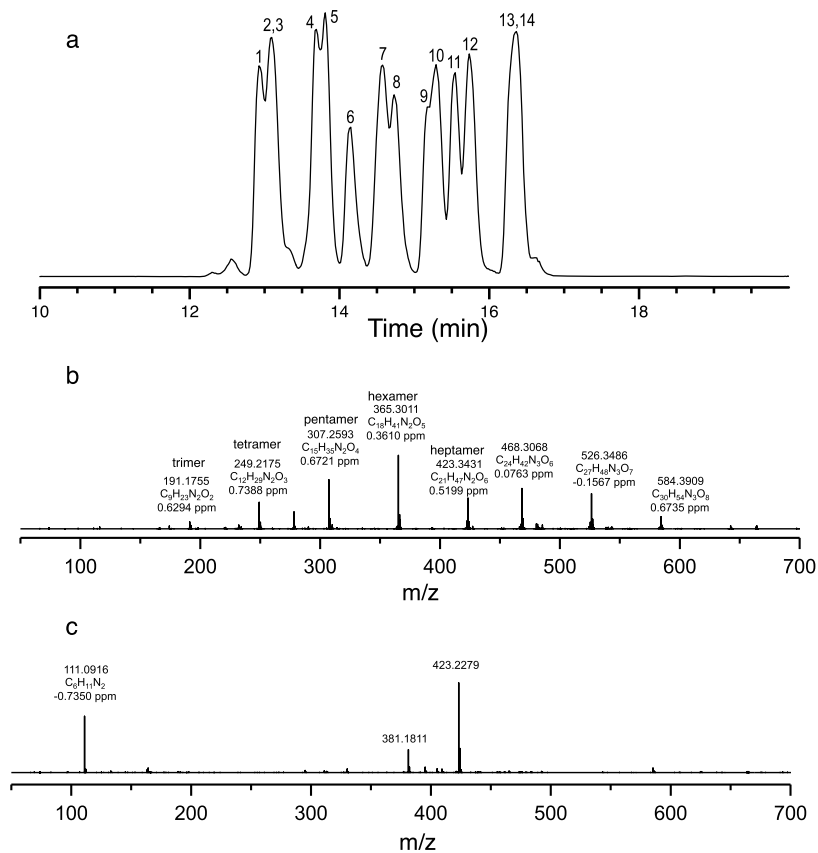 a
1
2,3
4
5
6
7
8
9
10
11
12
13,14
10 12 14 16 18
Time (min)
b
trimer
191.1755
C₉H₂₃N₂O₂
0.6294 ppm
tetramer
249.2175
C₁₂H₂₉N₂O₃
0.7388 ppm
pentamer
307.2593
C₁₅H₃₅N₂O₄
0.6721 ppm
hexamer
365.3011
C₁₈H₄₁N₂O₅
0.3610 ppm
heptamer
423.3431
C₂₁H₄₇N₂O₆
0.5199 ppm
468.3068
C₂₄H₄₂N₃O₆
0.0763 ppm
526.3486
C₂₇H₄₈N₃O₇
-0.1567 ppm
584.3909
C₃₀H₅₄N₃O₈
0.6735 ppm
100 200 300 400 500 600 700
m/z
c
111.0916
C₆H₁₁N₂
-0.7350 ppm
381.1811
423.2279
100 200 300 400 500 600 700
m/z